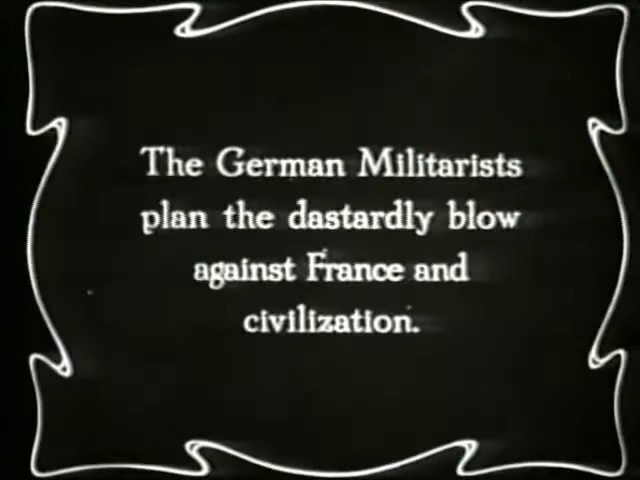 The German Militarists
plan the dastardly blow
against France and
civilization.